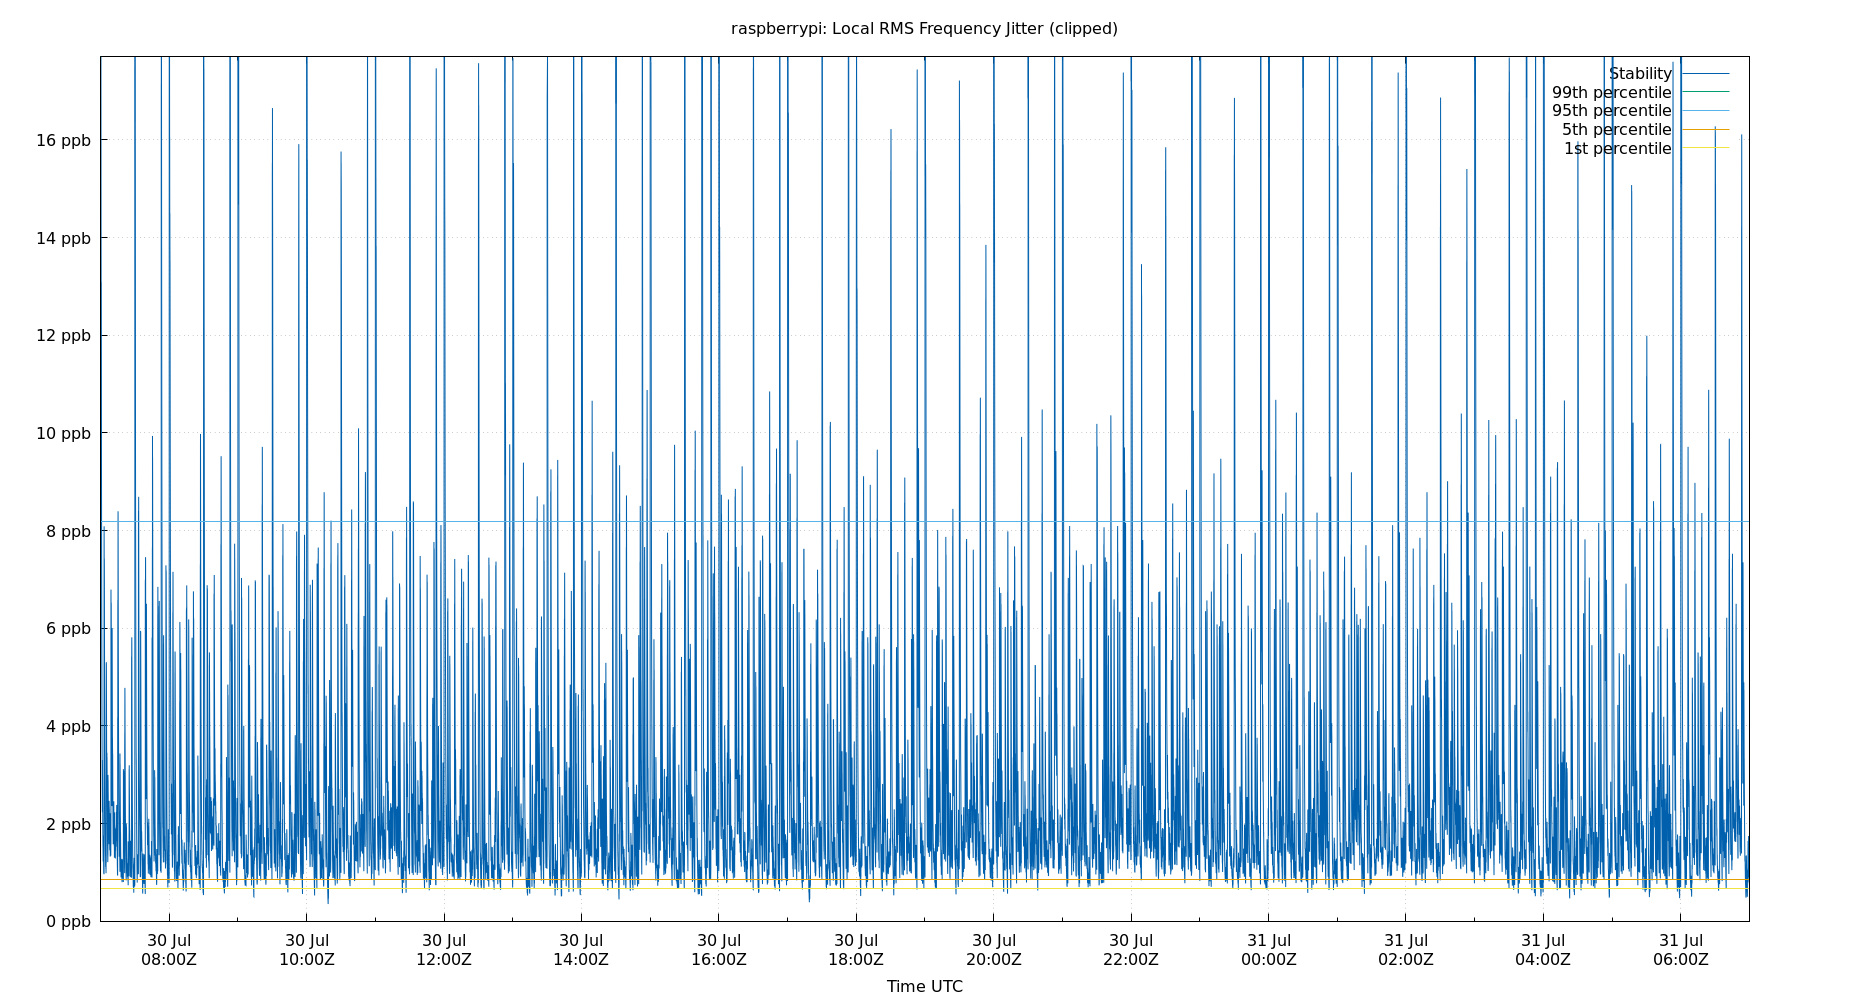 raspberrypi: Local RMS Frequency Jitter (clipped)
Stability
99th percentile
95th percentile
5th percentile
1st percentile
16 ppb
14 ppb
12 ppb
10 ppb
8 ppb
6 ppb
4 ppb
2 ppb
0 ppb
30 Jul 30 Jul 30 Jul 30 Jul 30 Jul 30 Jul 30 Jul 30 Jul 31 Jul 31 Jul 31 Jul 31 Jul
08:00Z 10:00Z 12:00Z 14:00Z 16:00Z 18:00Z 20:00Z 22:00Z 00:00Z 02:00Z 04:00Z 06:00Z
Time UTC